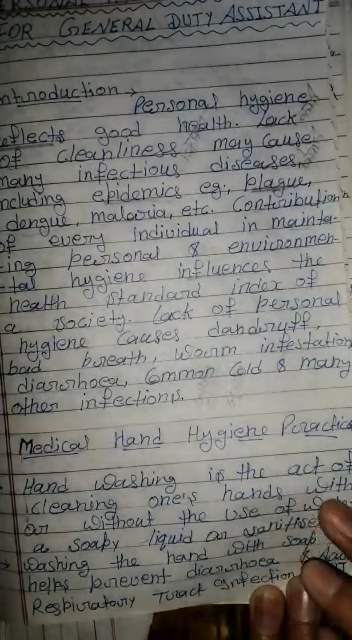 PERSONAL HYGIENE
FOR GENERAL DUTY ASSISTANT
Introduction →
Personal hygiene
reflects good health. Lack
of cleanliness may cause
many infectious diseases,
including epidemics eg., Plague,
dengue, malaria, etc. Contribution
of every individual in mainta-
ing personal & environmen-
tal hygiene influences the
health standard index of
a society. Lack of personal
hygiene causes dandruff,
bad breath, worm infestation
diarrhoea, Common Cold & many
other infections.
Medical Hand Hygiene Practice
Hand washing is the act of
cleaning one's hands with
or without the use of
a soapy liquid or sanitise
→ washing the hand with soap
helps prevent diarrhoea &
Respiratory Tract Infection